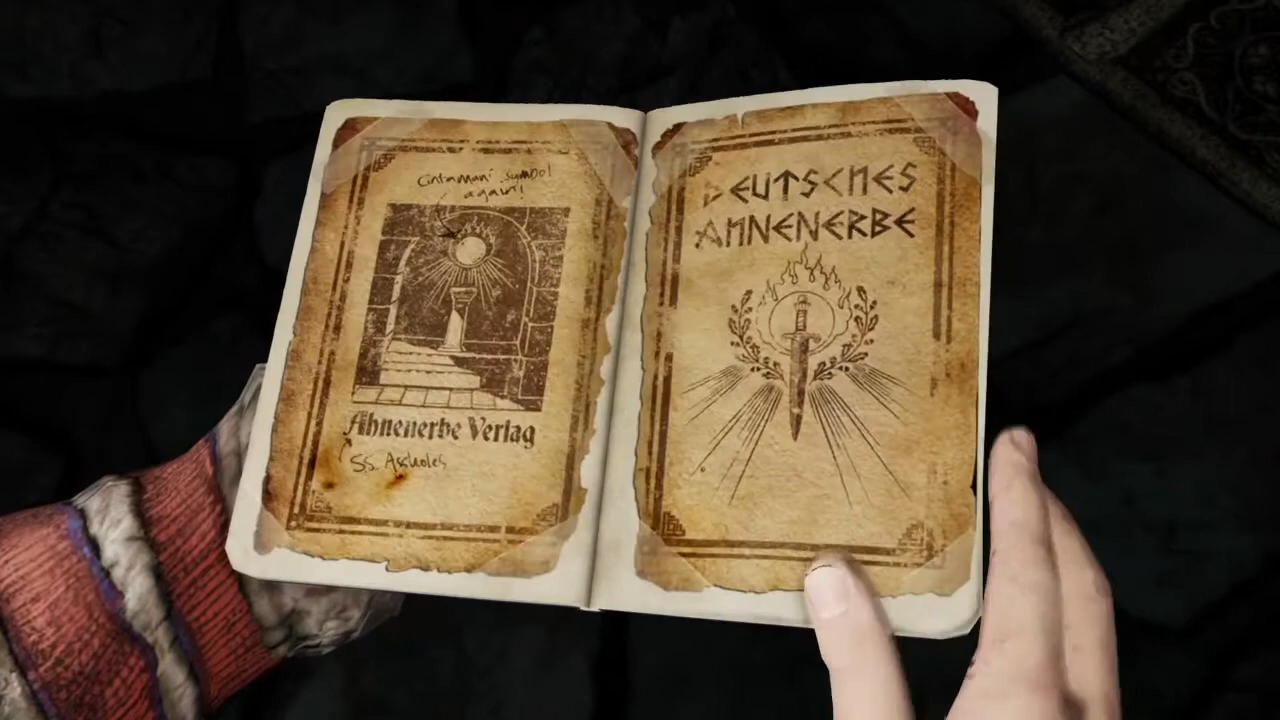 Cintamani symbol
again!
Ahnenerbe Verlag
SS. Assholes
DEUTSCHES
AHNENERBE